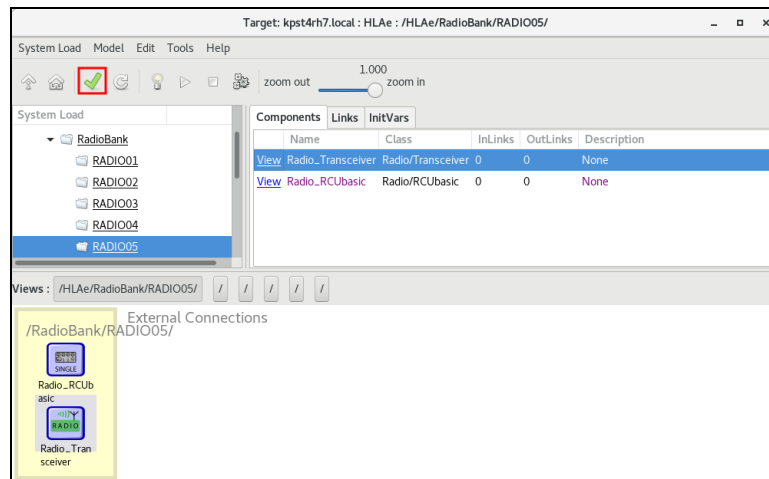 Target: kpst4rh7.local : HLAe : /HLAe/RadioBank/RADIO05/
System Load Model Edit Tools Help
zoom out 1.000 zoom in
System Load
RadioBank
RADIO01
RADIO02
RADIO03
RADIO04
RADIO05
Components Links InitVars
Name Class InLinks OutLinks Description
View Radio_Transceiver Radio/Transceiver 0 0 None
View Radio_RCUbasic Radio/RCUbasic 0 0 None
Views : /HLAe/RadioBank/RADIO05/ / / / / /
External Connections
/RadioBank/RADIO05/
SINGLE
Radio_RCUb
asic
RADIO
Radio_Tran
sceiver